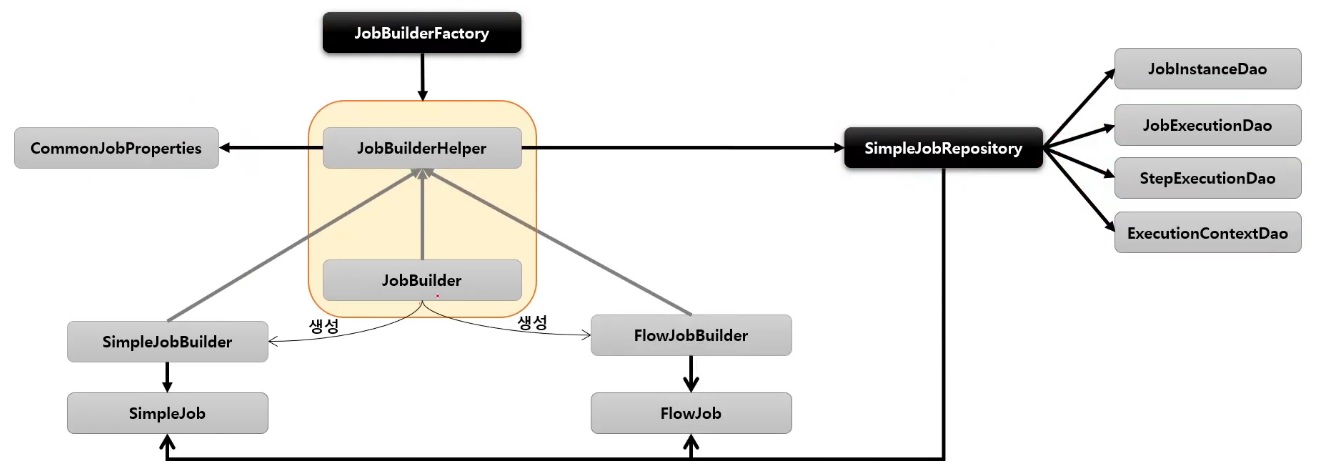 JobBuilderFactory
JobInstanceDao
JobExecutionDao
CommonJobProperties
JobBuilderHelper
SimpleJobRepository
StepExecutionDao
ExecutionContextDao
JobBuilder
생성
생성
SimpleJobBuilder
FlowJobBuilder
SimpleJob
FlowJob